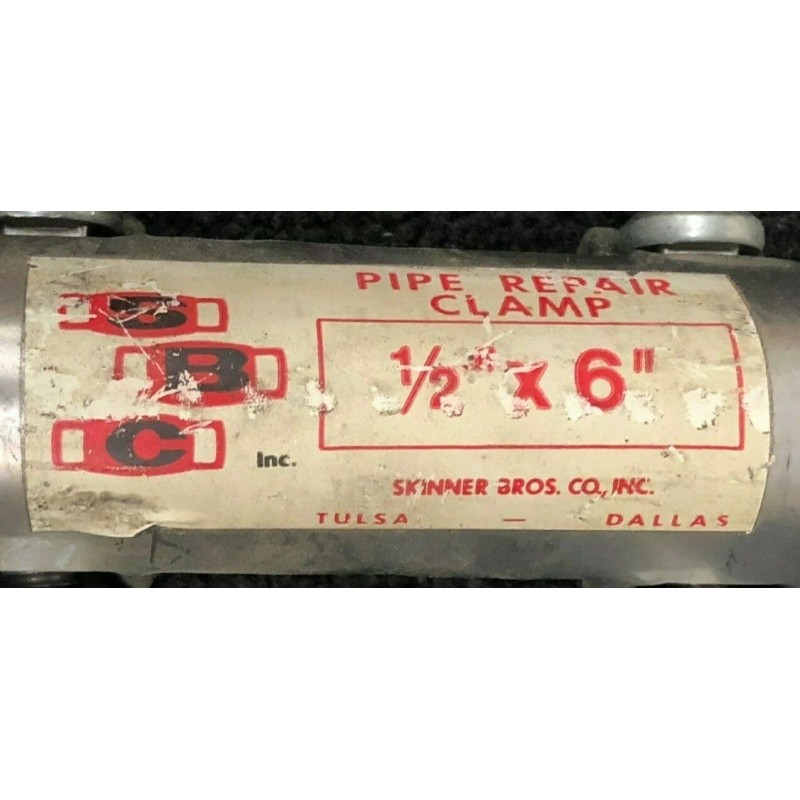 S
B
C
Inc.
PIPE REPAIR
CLAMP
½" x 6"
SKINNER BROS. CO., INC.
TULSA — DALLAS